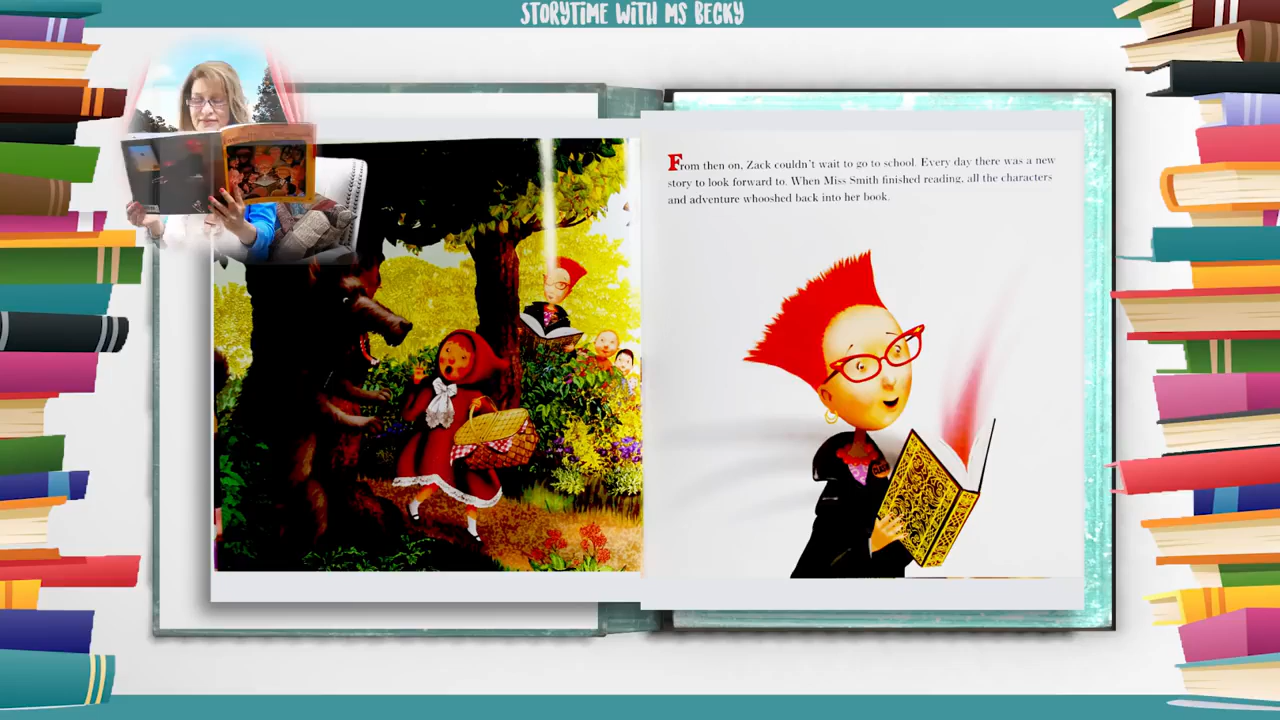 STORYTIME WITH MS BECKY
From then on, Zack couldn't wait to go to school. Every day there was a new
story to look forward to. When Miss Smith finished reading, all the characters
and adventure whooshed back into her book.